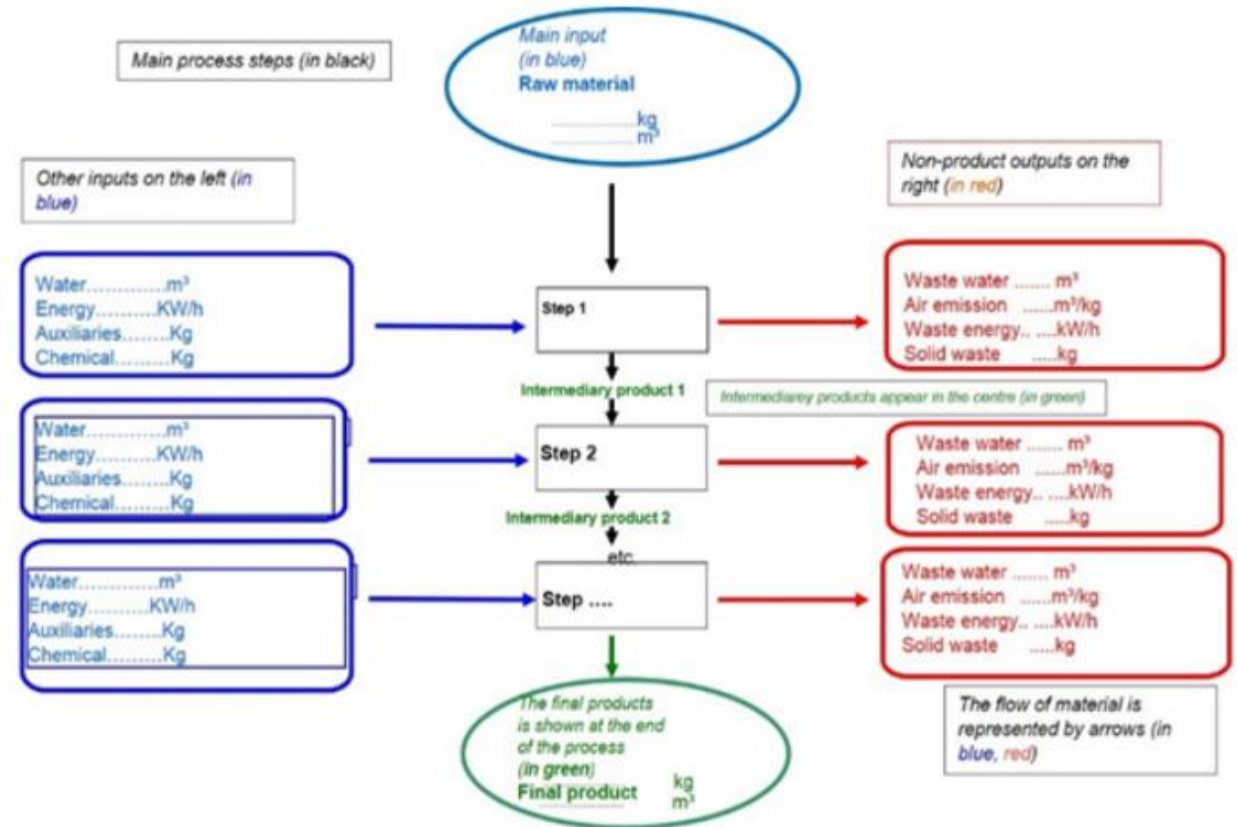 Main process steps (in black)
Main input
(in blue)
Raw material
...............kg
...............m³
Other inputs on the left (in
blue)
Non-product outputs on the
right (in red)
Water.............m³
Energy..........KW/h
Auxiliaries........Kg
Chemical.........Kg
Step 1
Waste water ....... m³
Air emission ......m³/kg
Waste energy.. ....kW/h
Solid waste .....kg
Intermediary product 1
Intermediarey products appear in the centre (in green)
Water.............m³
Energy..........KW/h
Auxiliaries........Kg
Chemical.........Kg
Step 2
Waste water ....... m³
Air emission ......m³/kg
Waste energy.. ....kW/h
Solid waste .....kg
Intermediary product 2
etc.
Water.............m³
Energy..........KW/h
Auxiliaries........Kg
Chemical.........Kg
Step ....
Waste water ....... m³
Air emission ......m³/kg
Waste energy.. ....kW/h
Solid waste .....kg
The final products
is shown at the end
of the process
(in green)
Final product kg
............... m³
The flow of material is
represented by arrows (in
blue, red)